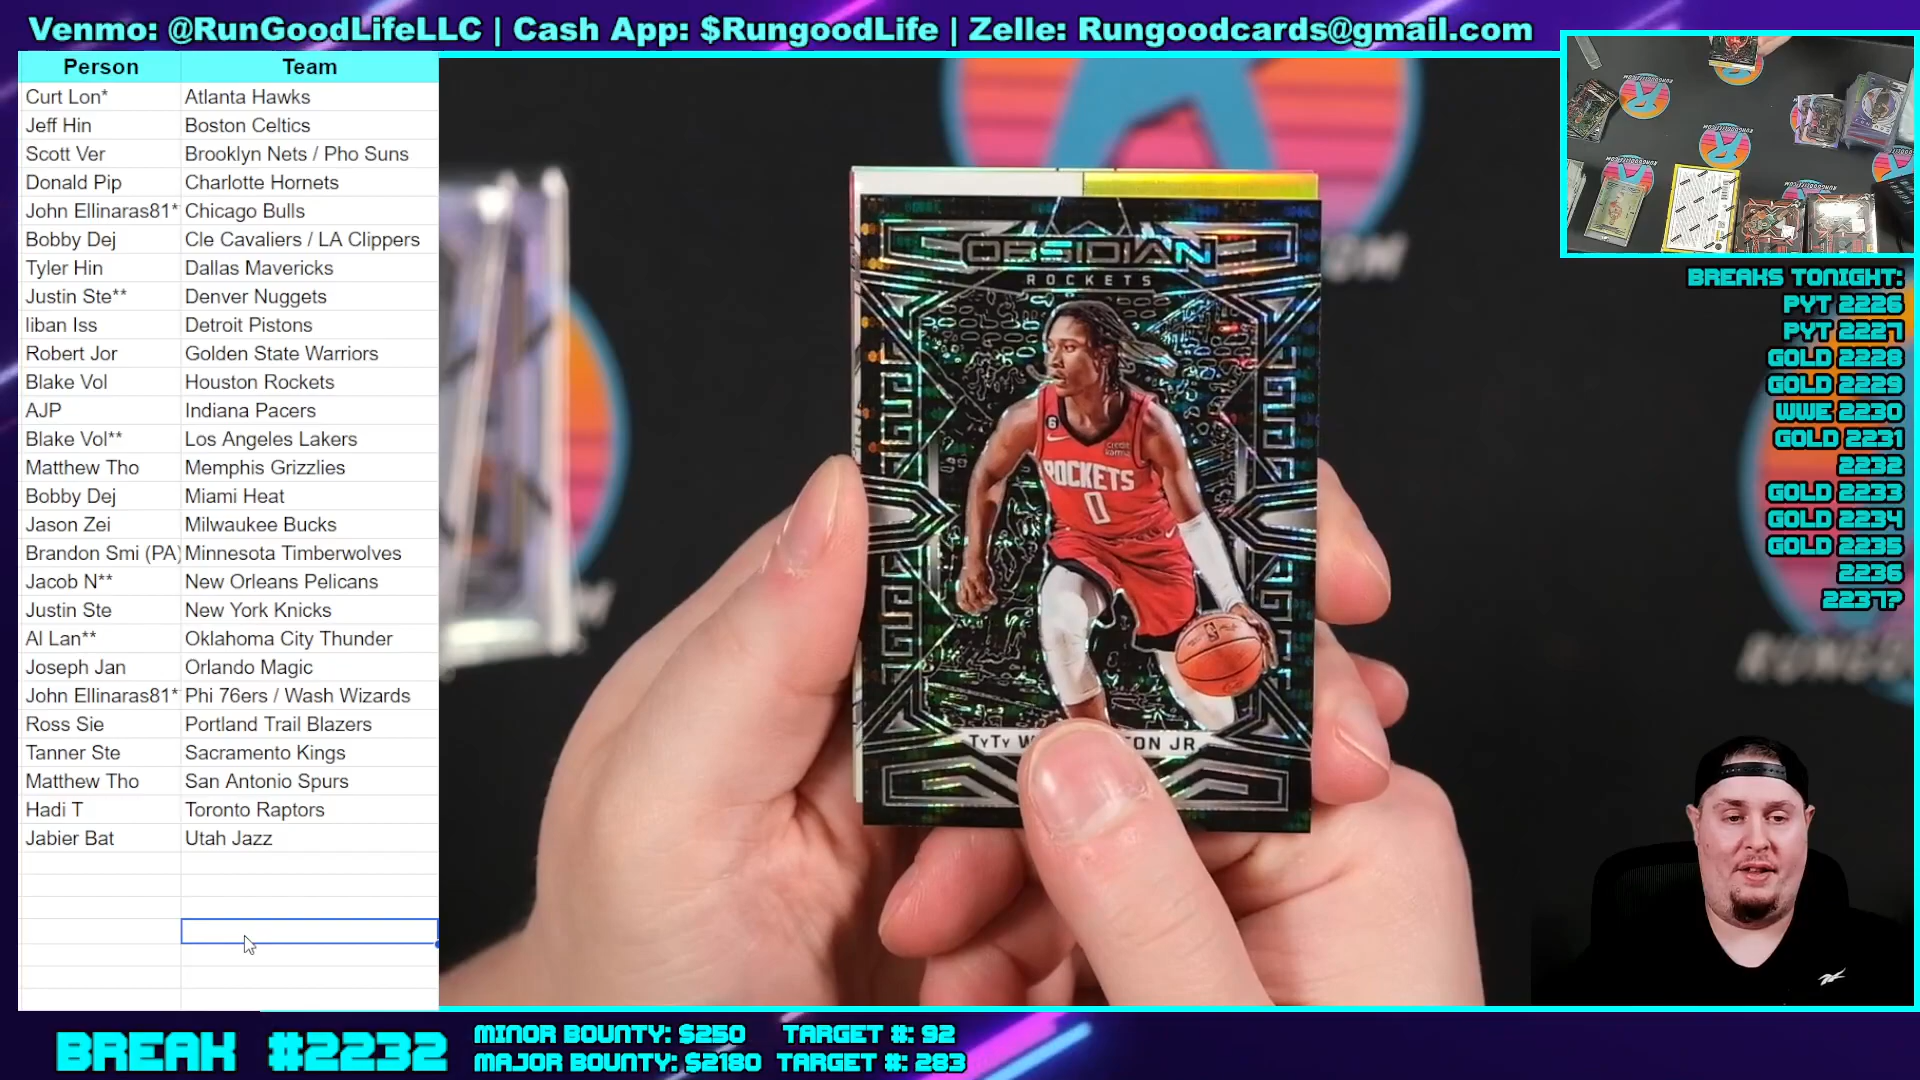 Venmo: @RunGoodLifeLLC | Cash App: $RungoodLife | Zelle: Rungoodcards@gmail.com
Person Team
Curt Lon* Atlanta Hawks
Jeff Hin Boston Celtics
Scott Ver Brooklyn Nets / Pho Suns
Donald Pip Charlotte Hornets
John Ellinaras81* Chicago Bulls
Bobby Dej Cle Cavaliers / LA Clippers
Tyler Hin Dallas Mavericks
Justin Ste** Denver Nuggets
liban Iss Detroit Pistons
Robert Jor Golden State Warriors
Blake Vol Houston Rockets
AJP Indiana Pacers
Blake Vol** Los Angeles Lakers
Matthew Tho Memphis Grizzlies
Bobby Dej Miami Heat
Jason Zei Milwaukee Bucks
Brandon Smi (PA) Minnesota Timberwolves
Jacob N** New Orleans Pelicans
Justin Ste New York Knicks
Al Lan** Oklahoma City Thunder
Joseph Jan Orlando Magic
John Ellinaras81* Phi 76ers / Wash Wizards
Ross Sie Portland Trail Blazers
Tanner Ste Sacramento Kings
Matthew Tho San Antonio Spurs
Hadi T Toronto Raptors
Jabier Bat Utah Jazz
OBSIDIAN
ROCKETS
6
credit karma
ROCKETS
0
TYTY W TON JR.
BREAKS TONIGHT:
PYT 2226
PYT 2227
GOLD 2228
GOLD 2229
WWE 2230
GOLD 2231
2232
GOLD 2233
GOLD 2234
GOLD 2235
2236
2237?
BREAK #2232
MINOR BOUNTY: $250 TARGET #: 92
MAJOR BOUNTY: $2180 TARGET #: 283